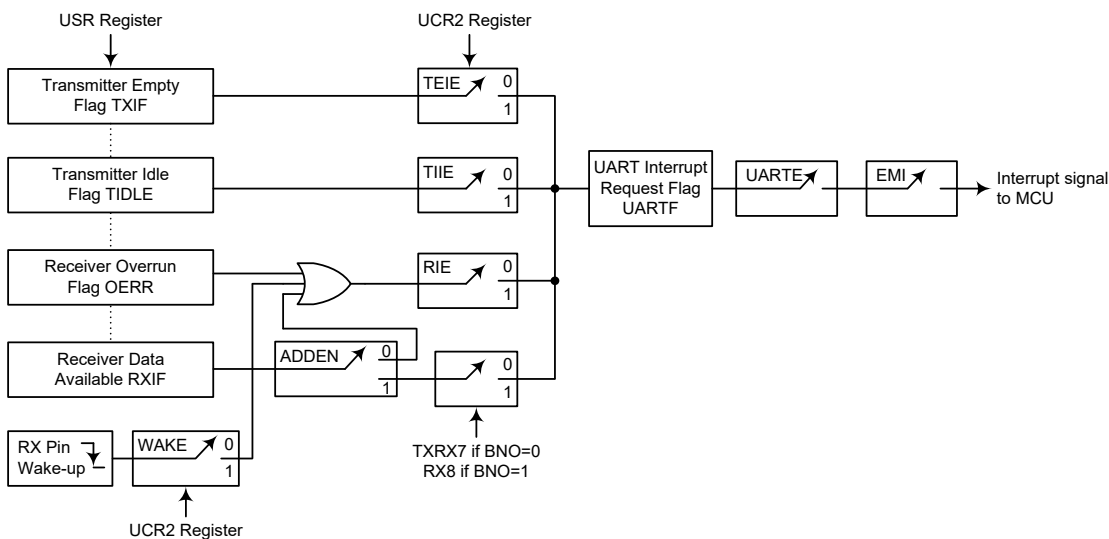 USR Register
UCR2 Register
Transmitter Empty
Flag TXIF
TEIE
0
1
Transmitter Idle
Flag TIDLE
TIIE
0
1
UART Interrupt
Request Flag
UARTF
UARTE
EMI
Interrupt signal
to MCU
Receiver Overrun
Flag OERR
RIE
0
1
Receiver Data
Available RXIF
ADDEN
0
1
0
1
RX Pin
Wake-up
WAKE
0
1
TXRX7 if BNO=0
RX8 if BNO=1
UCR2 Register